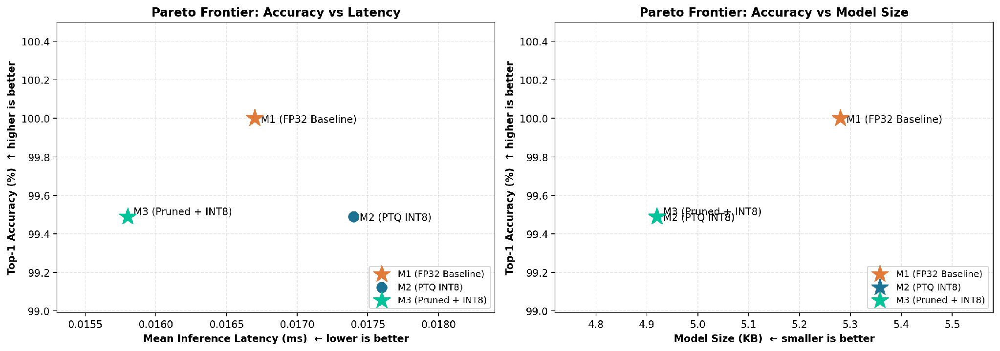 Pareto Frontier: Accuracy vs Latency
Top-1 Accuracy (%) ↑ higher is better
100.4
100.2
100.0
99.8
99.6
99.4
99.2
99.0
M1 (FP32 Baseline)
M3 (Pruned + INT8)
M2 (PTQ INT8)
M1 (FP32 Baseline)
M2 (PTQ INT8)
M3 (Pruned + INT8)
0.0155 0.0160 0.0165 0.0170 0.0175 0.0180
Mean Inference Latency (ms) ← lower is better
Pareto Frontier: Accuracy vs Model Size
Top-1 Accuracy (%) ↑ higher is better
100.4
100.2
100.0
99.8
99.6
99.4
99.2
99.0
M1 (FP32 Baseline)
M3 (Pruned + INT8)
M2 (PTQ INT8)
M1 (FP32 Baseline)
M2 (PTQ INT8)
M3 (Pruned + INT8)
4.8 4.9 5.0 5.1 5.2 5.3 5.4 5.5
Model Size (KB) ← smaller is better